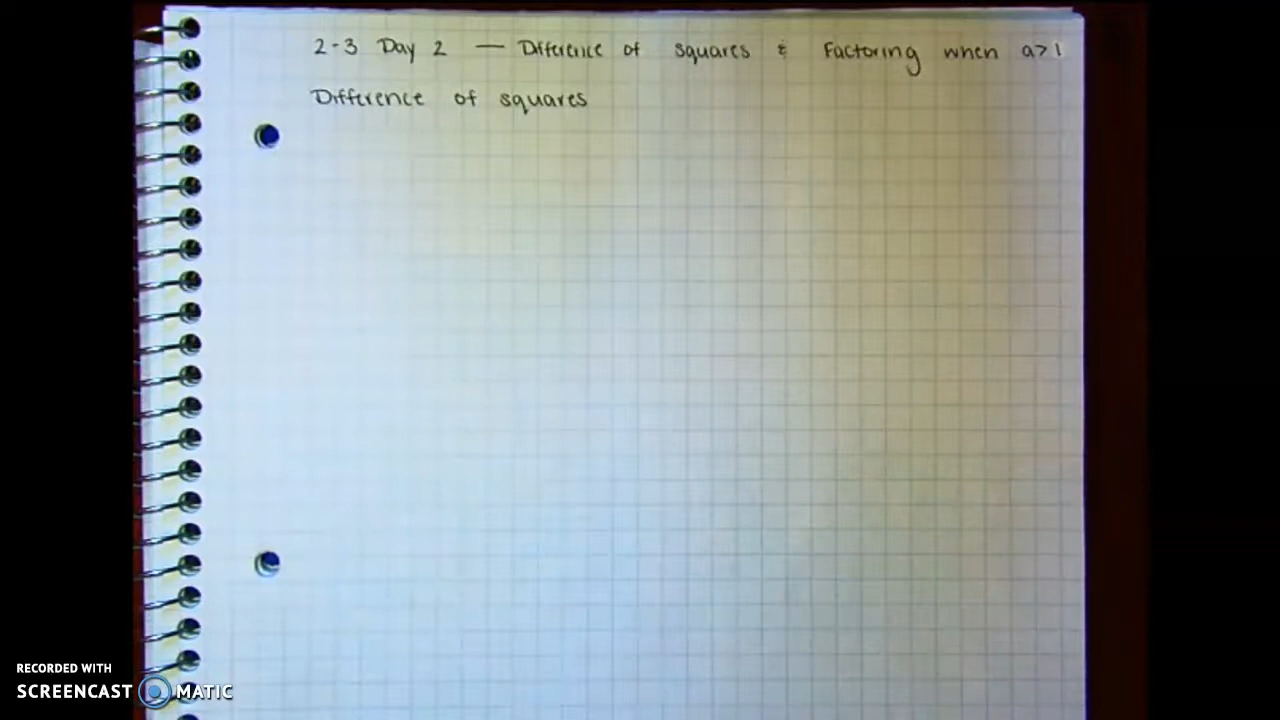 2-3 Day 2 — Difference of squares & Factoring when a>1
Difference of squares
RECORDED WITH
SCREENCAST MATIC